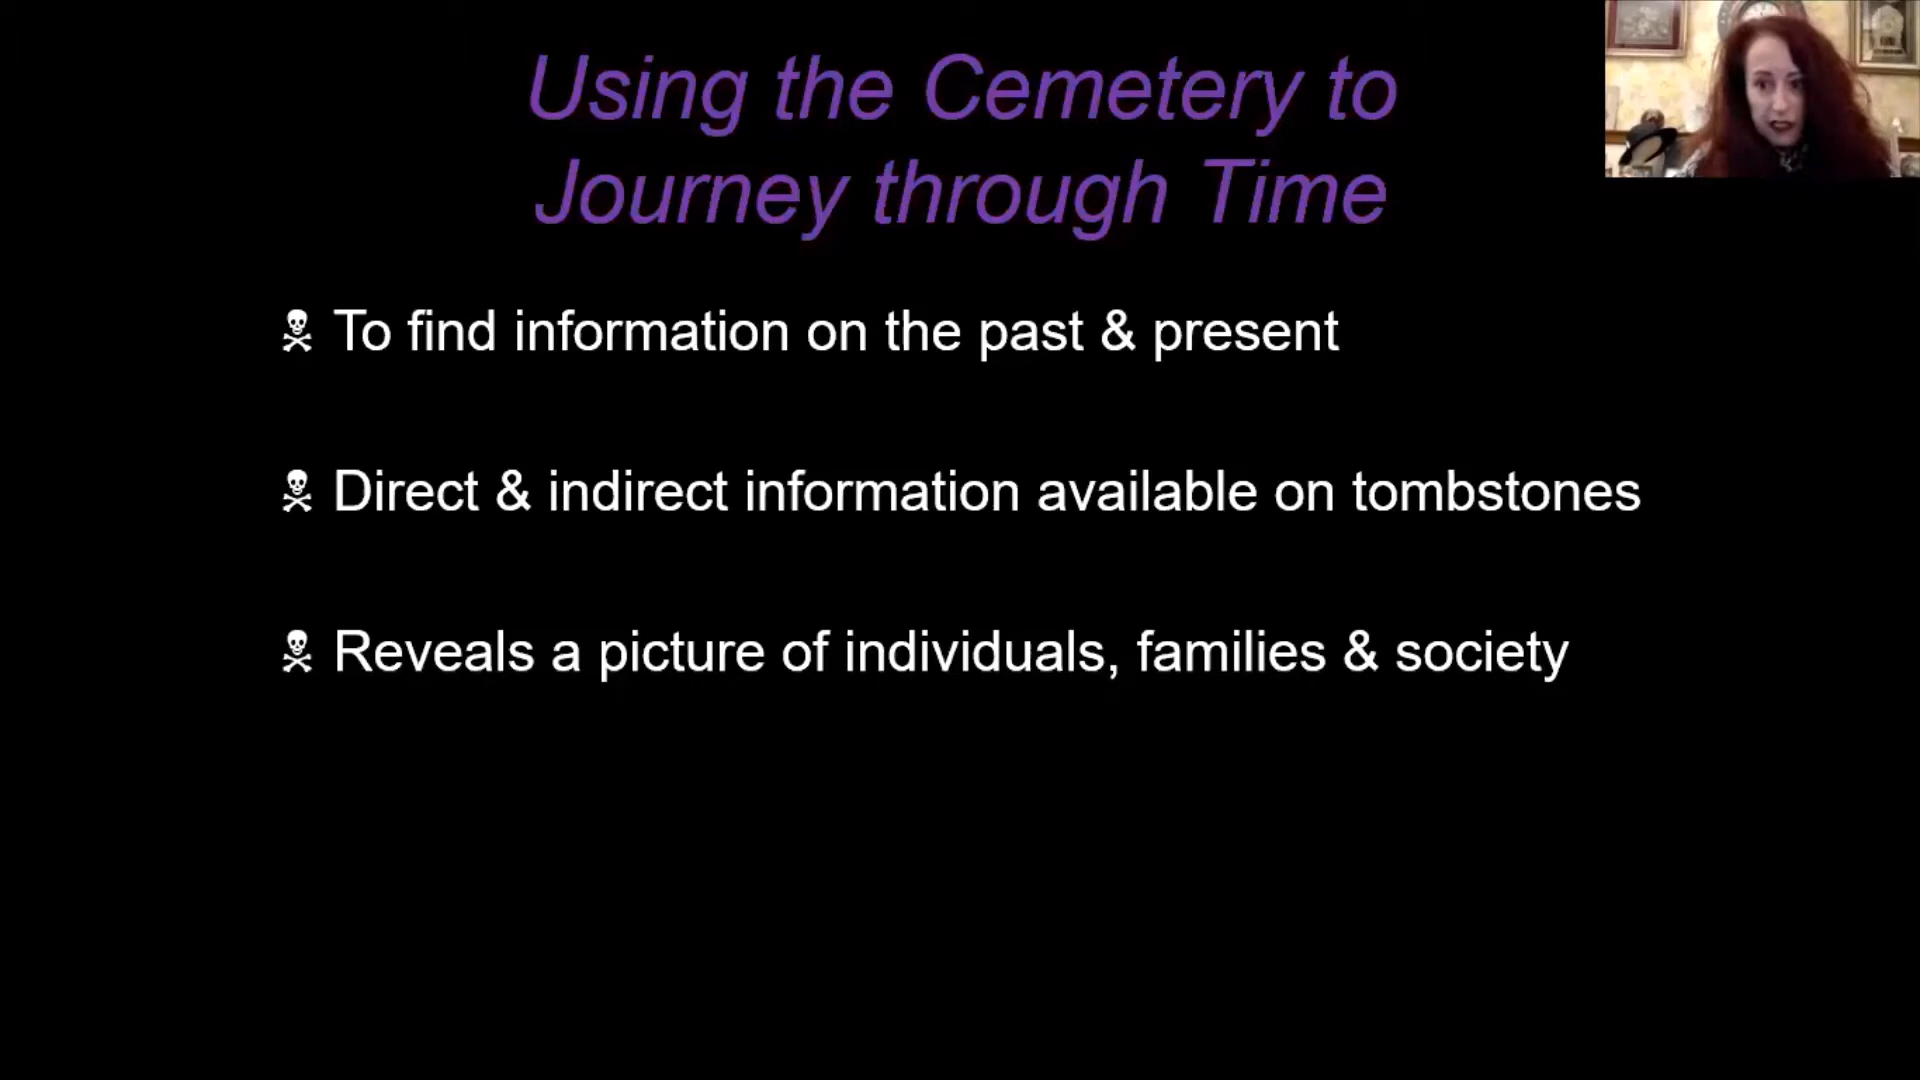 Using the Cemetery to
Journey through Time
☠ To find information on the past & present
☠ Direct & indirect information available on tombstones
☠ Reveals a picture of individuals, families & society